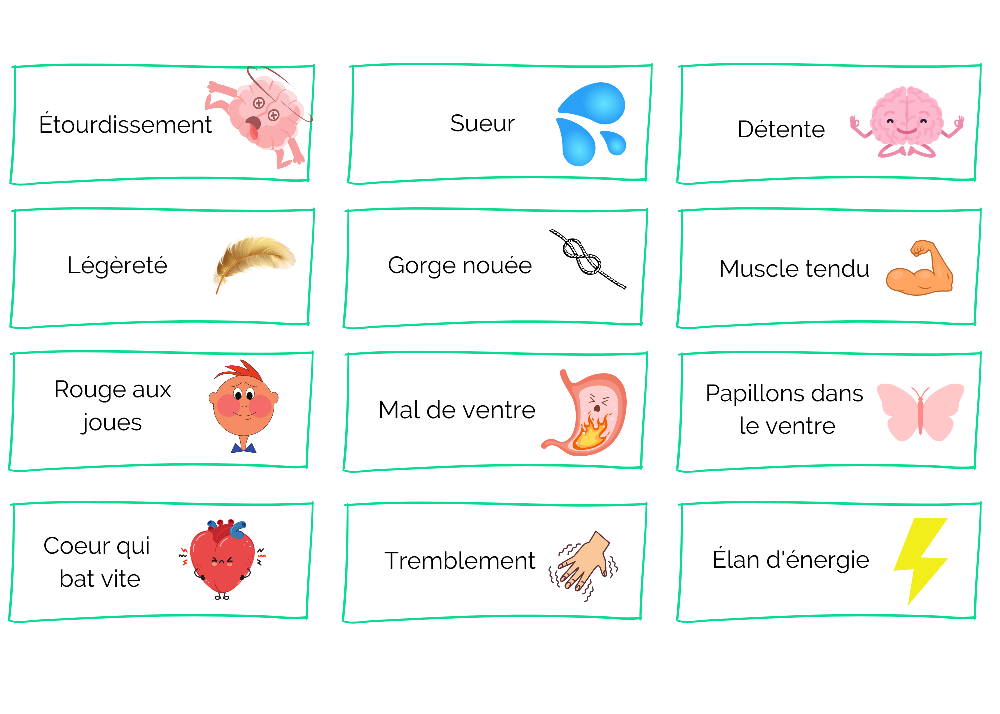 Étourdissement
Sueur
Détente
Légèreté
Gorge nouée
Muscle tendu
Rouge aux
joues
Mal de ventre
Papillons dans
le ventre
Coeur qui
bat vite
Tremblement
Élan d'énergie